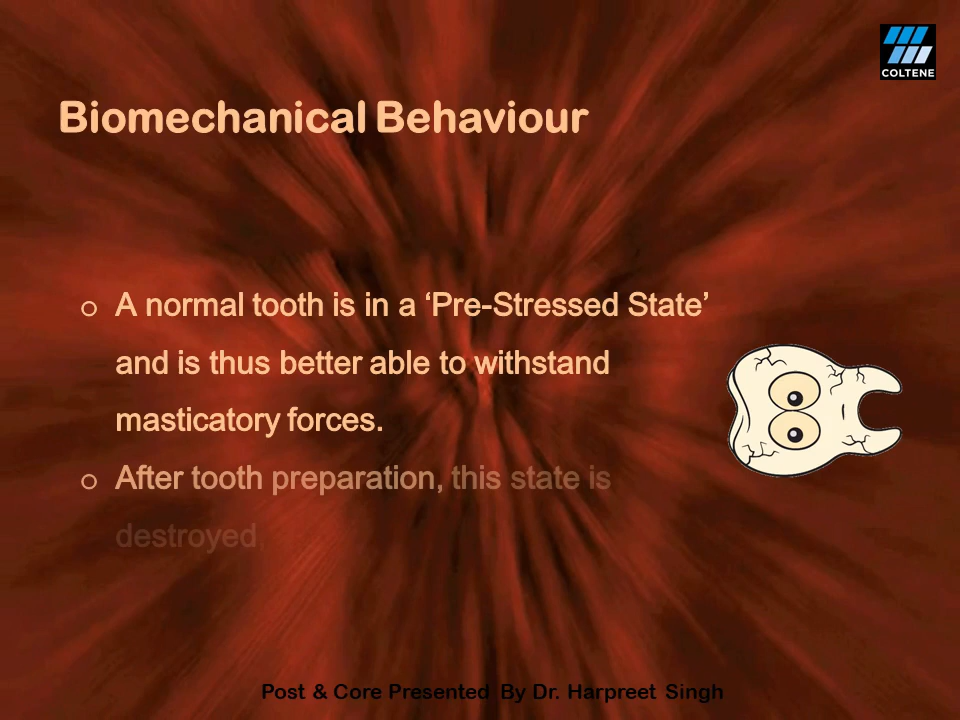 COLTENE
Biomechanical Behaviour
o A normal tooth is in a ‘Pre-Stressed State’
and is thus better able to withstand
masticatory forces.
o After tooth preparation, this state is
destroyed.
Post & Core Presented By Dr. Harpreet Singh